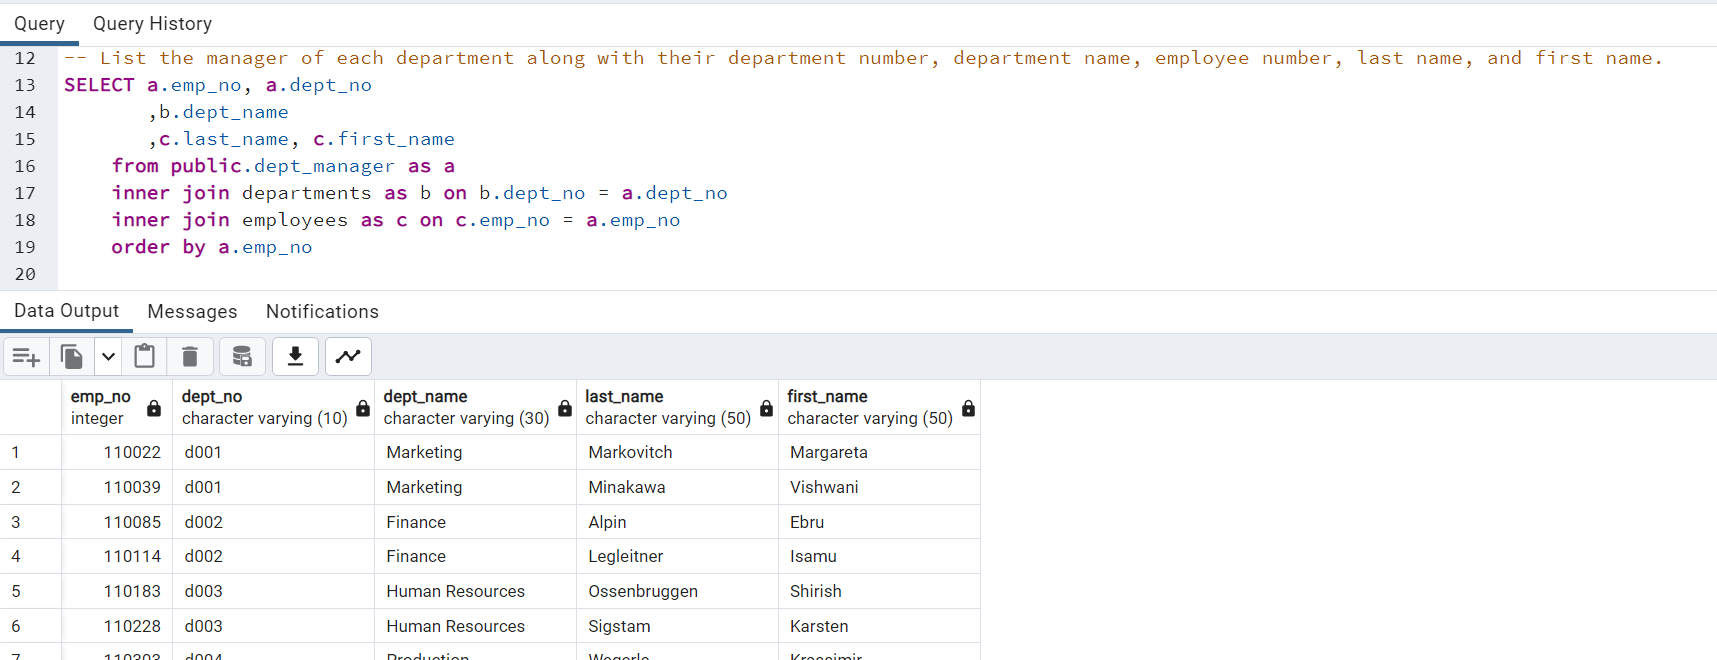 Query Query History
12 -- List the manager of each department along with their department number, department name, employee number, last name, and first name.
13 SELECT a.emp_no, a.dept_no
14 ,b.dept_name
15 ,c.last_name, c.first_name
16 from public.dept_manager as a
17 inner join departments as b on b.dept_no = a.dept_no
18 inner join employees as c on c.emp_no = a.emp_no
19 order by a.emp_no
20
Data Output Messages Notifications
emp_no dept_no dept_name last_name first_name
integer character varying (10) character varying (30) character varying (50) character varying (50)
1 110022 d001 Marketing Markovitch Margareta
2 110039 d001 Marketing Minakawa Vishwani
3 110085 d002 Finance Alpin Ebru
4 110114 d002 Finance Legleitner Isamu
5 110183 d003 Human Resources Ossenbruggen Shirish
6 110228 d003 Human Resources Sigstam Karsten
7 110303 d004 Production Wegerle Krassimir